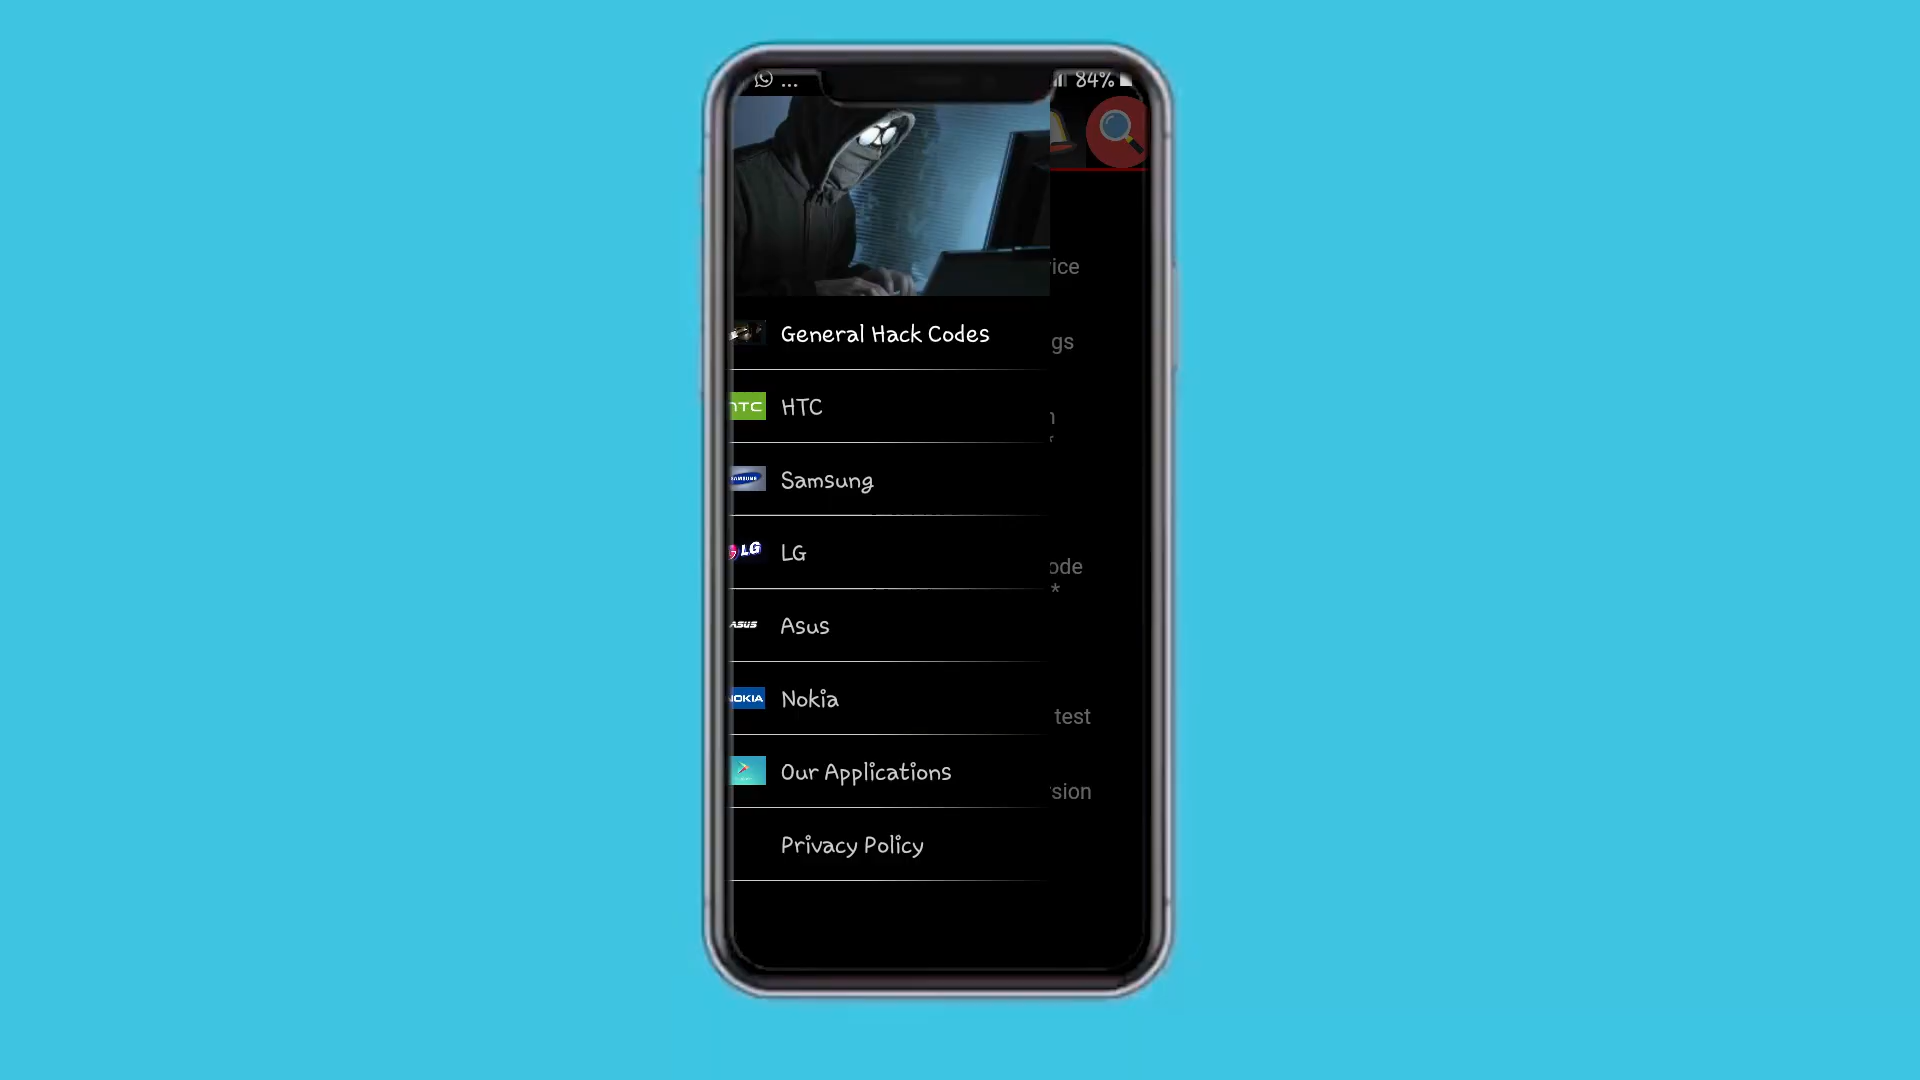 ... 84%
General Hack Codes
HTC
HTC
SAMSUNG
Samsung
LG
LG
ASUS
Asus
NOKIA
Nokia
Our Applications
Privacy Policy
ice
gs
*
ode
*
test
sion